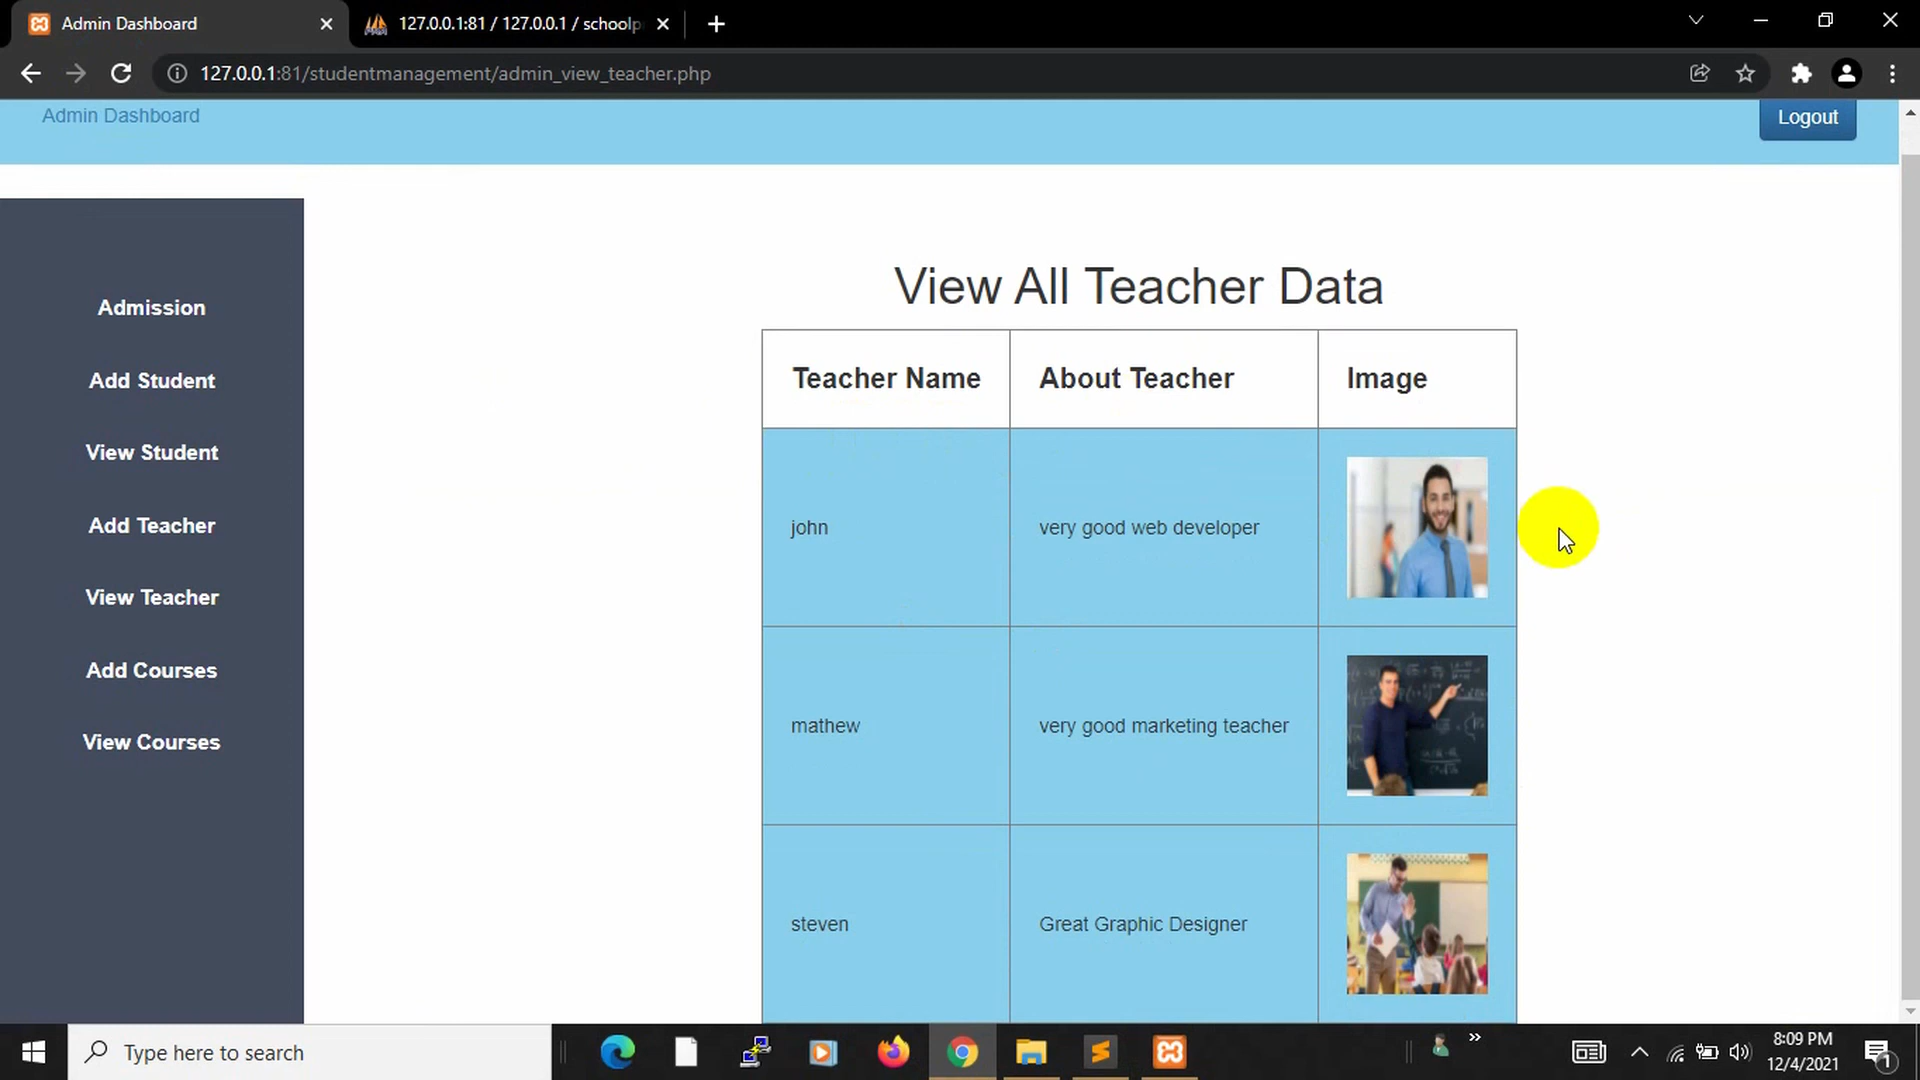 Admin Dashboard
127.0.0.1:81 / 127.0.0.1 / schoolp
127.0.0.1:81/studentmanagement/admin_view_teacher.php
Admin Dashboard
Logout
Admission
Add Student
View Student
Add Teacher
View Teacher
Add Courses
View Courses
View All Teacher Data
Teacher Name About Teacher Image
john very good web developer
mathew very good marketing teacher
steven Great Graphic Designer
Type here to search
8:09 PM
12/4/2021
1